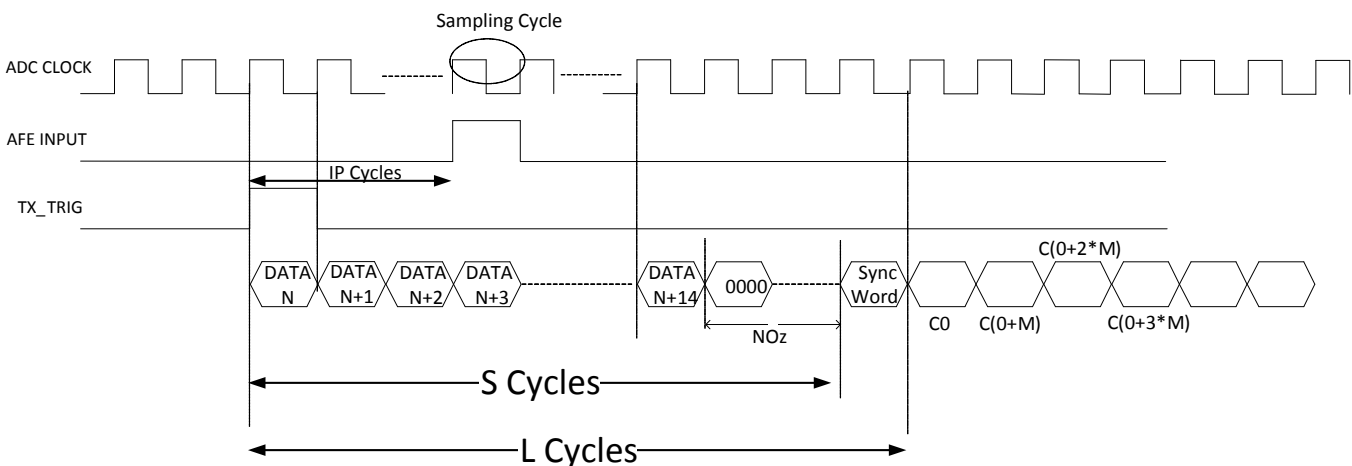 Sampling Cycle
ADC CLOCK
AFE INPUT
IP Cycles
TX_TRIG
C(0+2*M)
DATA
N
DATA
N+1
DATA
N+2
DATA
N+3
DATA
N+14
0000
Sync
Word
C0
C(0+M)
C(0+3*M)
NOz
S Cycles
L Cycles